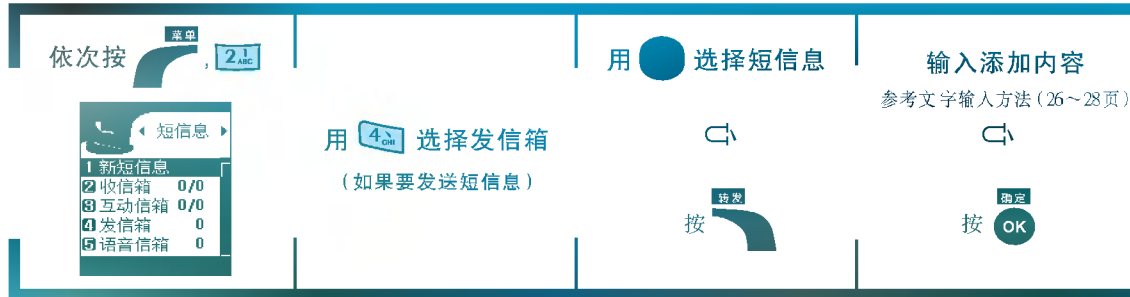 菜单
依次按 , 2 ABC
短信息
1 新短信息
2 收信箱 0/0
3 互动信箱 0/0
4 发信箱 0
5 语音信箱 0
用 4 GHI 选择发信箱
(如果要发送短信息)
用 选择短信息
转发
按
输入添加内容
参考文字输入方法(26～28页)
确定
按 OK